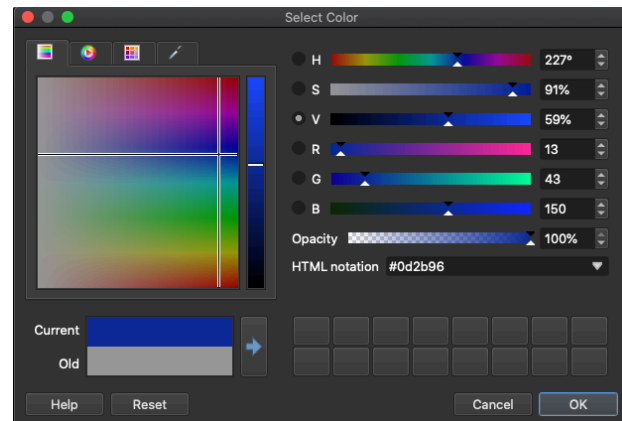 Select Color
H 227°
S 91%
V 59%
R 13
G 43
B 150
Opacity 100%
HTML notation #0d2b96
Current
Old
Help Reset Cancel OK